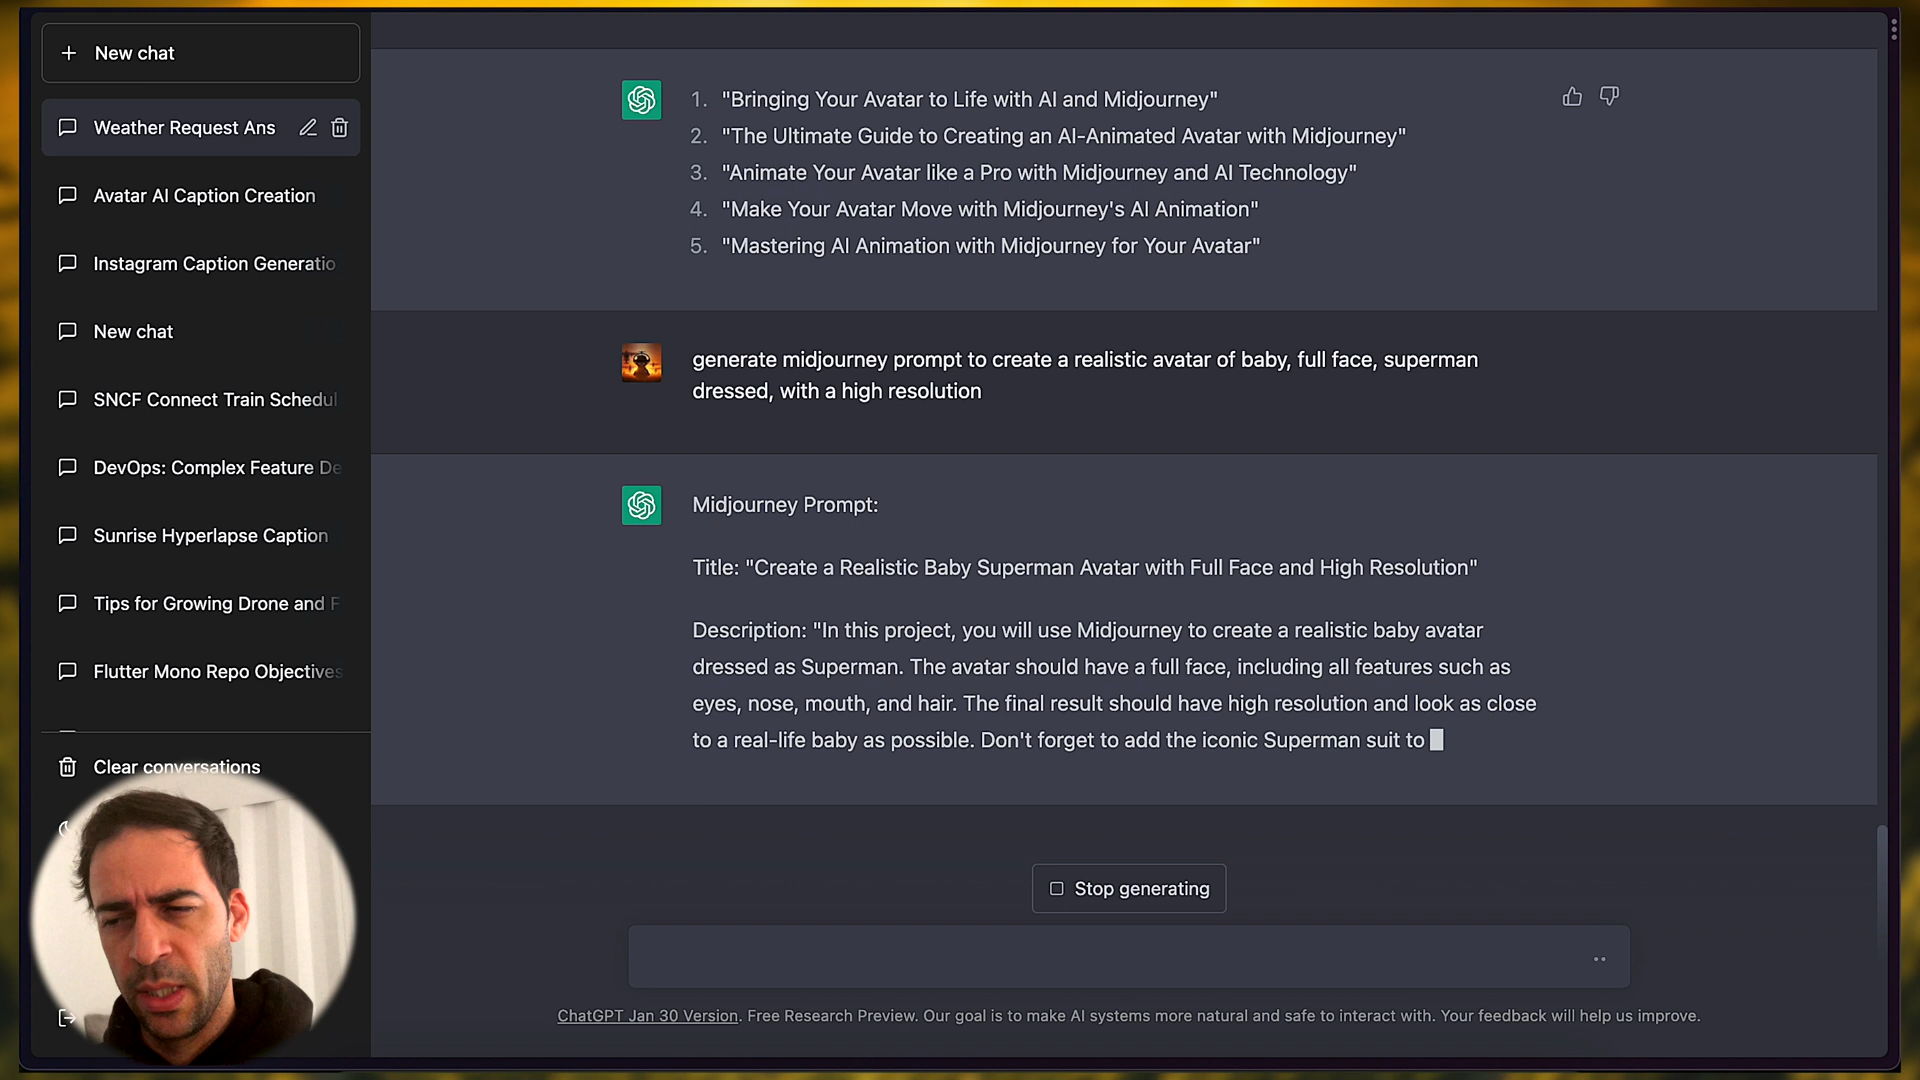 New chat
Weather Request Ans
Avatar AI Caption Creation
Instagram Caption Generatio
New chat
SNCF Connect Train Schedul
DevOps: Complex Feature De
Sunrise Hyperlapse Caption
Tips for Growing Drone and F
Flutter Mono Repo Objectives
Clear conversations
1. "Bringing Your Avatar to Life with AI and Midjourney"
2. "The Ultimate Guide to Creating an AI-Animated Avatar with Midjourney"
3. "Animate Your Avatar like a Pro with Midjourney and AI Technology"
4. "Make Your Avatar Move with Midjourney's AI Animation"
5. "Mastering AI Animation with Midjourney for Your Avatar"
generate midjourney prompt to create a realistic avatar of baby, full face, superman
dressed, with a high resolution
Midjourney Prompt:
Title: "Create a Realistic Baby Superman Avatar with Full Face and High Resolution"
Description: "In this project, you will use Midjourney to create a realistic baby avatar
dressed as Superman. The avatar should have a full face, including all features such as
eyes, nose, mouth, and hair. The final result should have high resolution and look as close
to a real-life baby as possible. Don't forget to add the iconic Superman suit to
Stop generating
ChatGPT Jan 30 Version. Free Research Preview. Our goal is to make AI systems more natural and safe to interact with. Your feedback will help us improve.